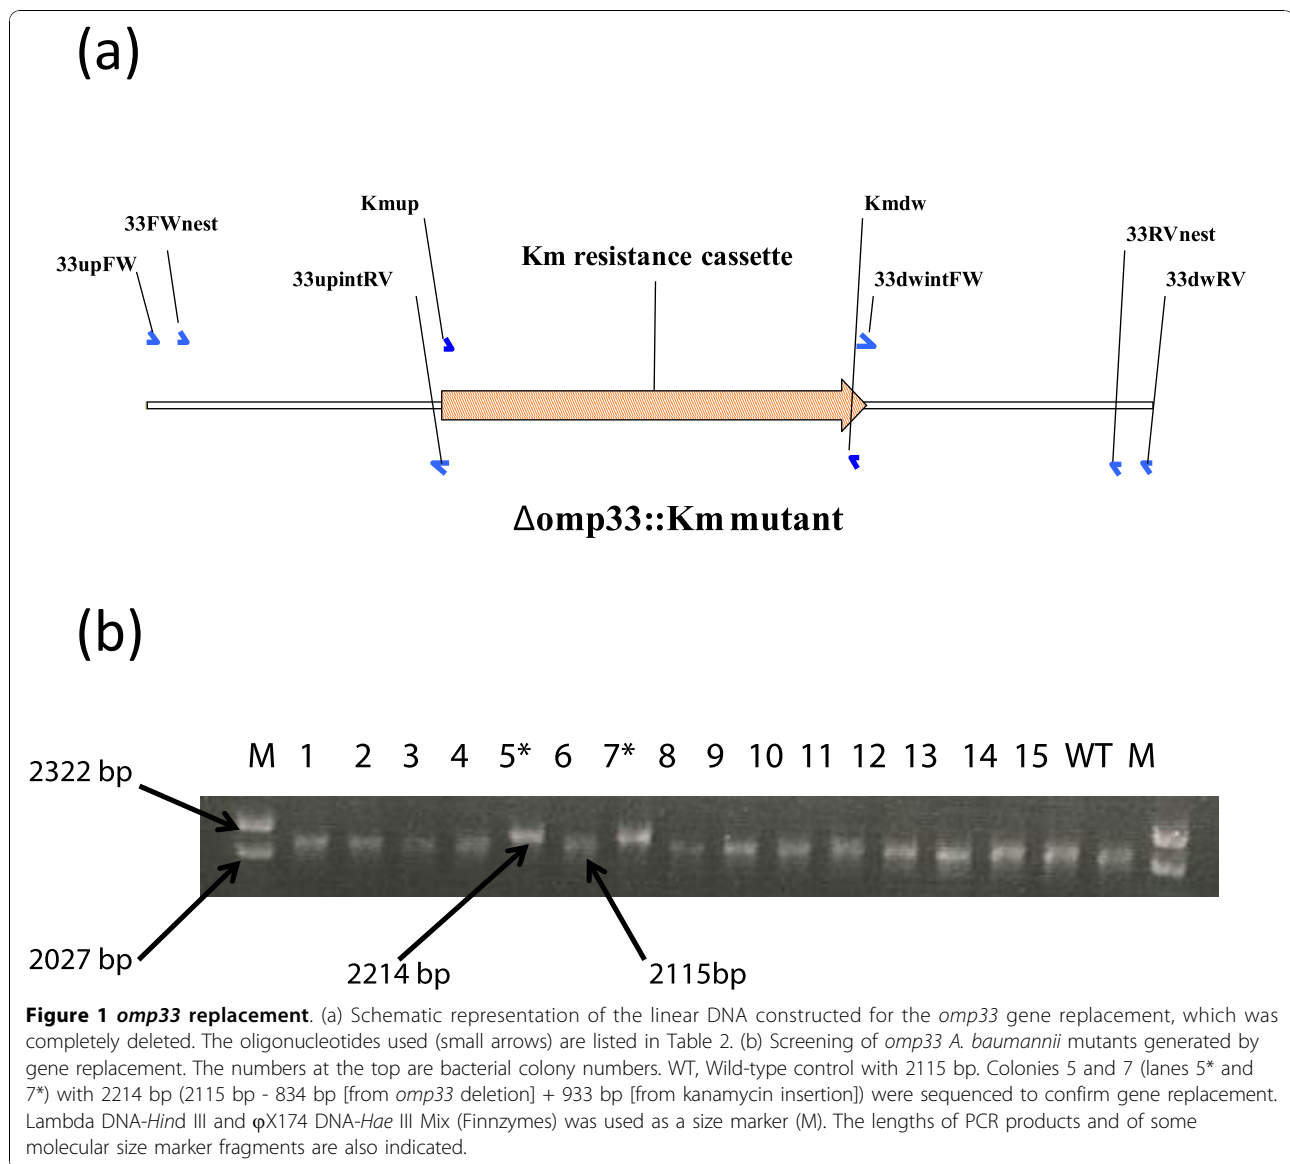 (a)
Kmup
Kmdw
33FWnest
33RVnest
33upFW
33upintRV
Km resistance cassette
33dwintFW
33dwRV
Δomp33::Km mutant
(b)
M 1 2 3 4 5* 6 7* 8 9 10 11 12 13 14 15 WT M
2322 bp
2027 bp
2214 bp
2115bp
Figure 1 omp33 replacement. (a) Schematic representation of the linear DNA constructed for the omp33 gene replacement, which was
completely deleted. The oligonucleotides used (small arrows) are listed in Table 2. (b) Screening of omp33 A. baumannii mutants generated by
gene replacement. The numbers at the top are bacterial colony numbers. WT, Wild-type control with 2115 bp. Colonies 5 and 7 (lanes 5* and
7*) with 2214 bp (2115 bp - 834 bp [from omp33 deletion] + 933 bp [from kanamycin insertion]) were sequenced to confirm gene replacement.
Lambda DNA-Hind III and φX174 DNA-Hae III Mix (Finnzymes) was used as a size marker (M). The lengths of PCR products and of some
molecular size marker fragments are also indicated.